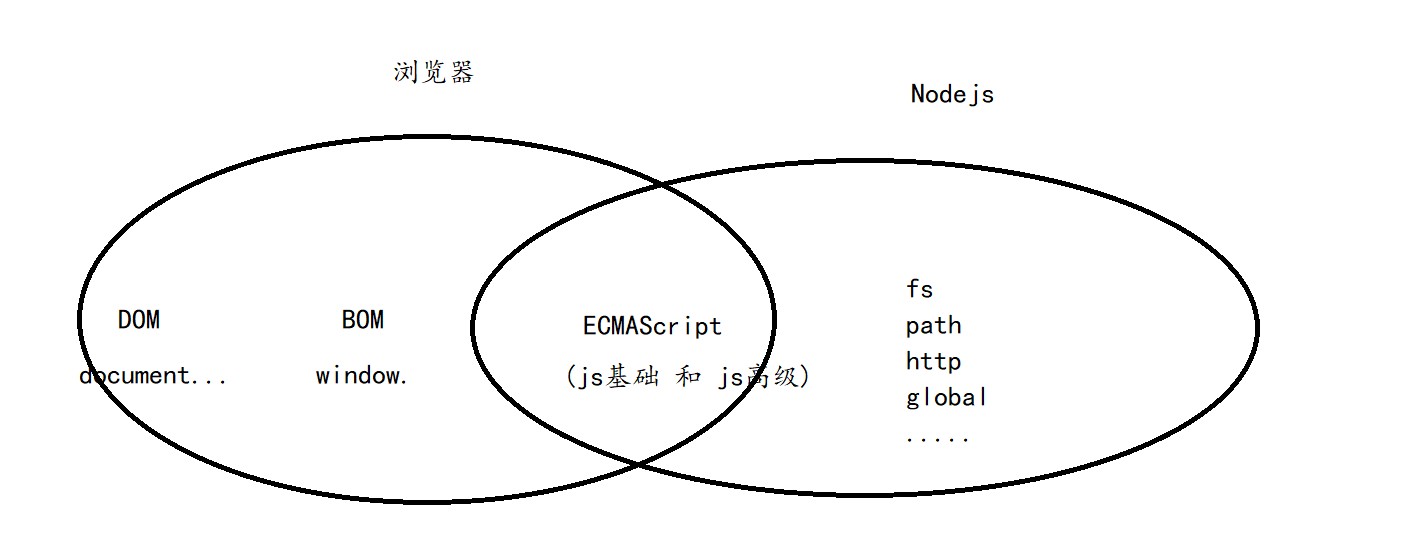 浏览器
Nodejs
DOM
BOM
document...
window.
ECMAScript
(js基础 和 js高级)
fs
path
http
global
.....